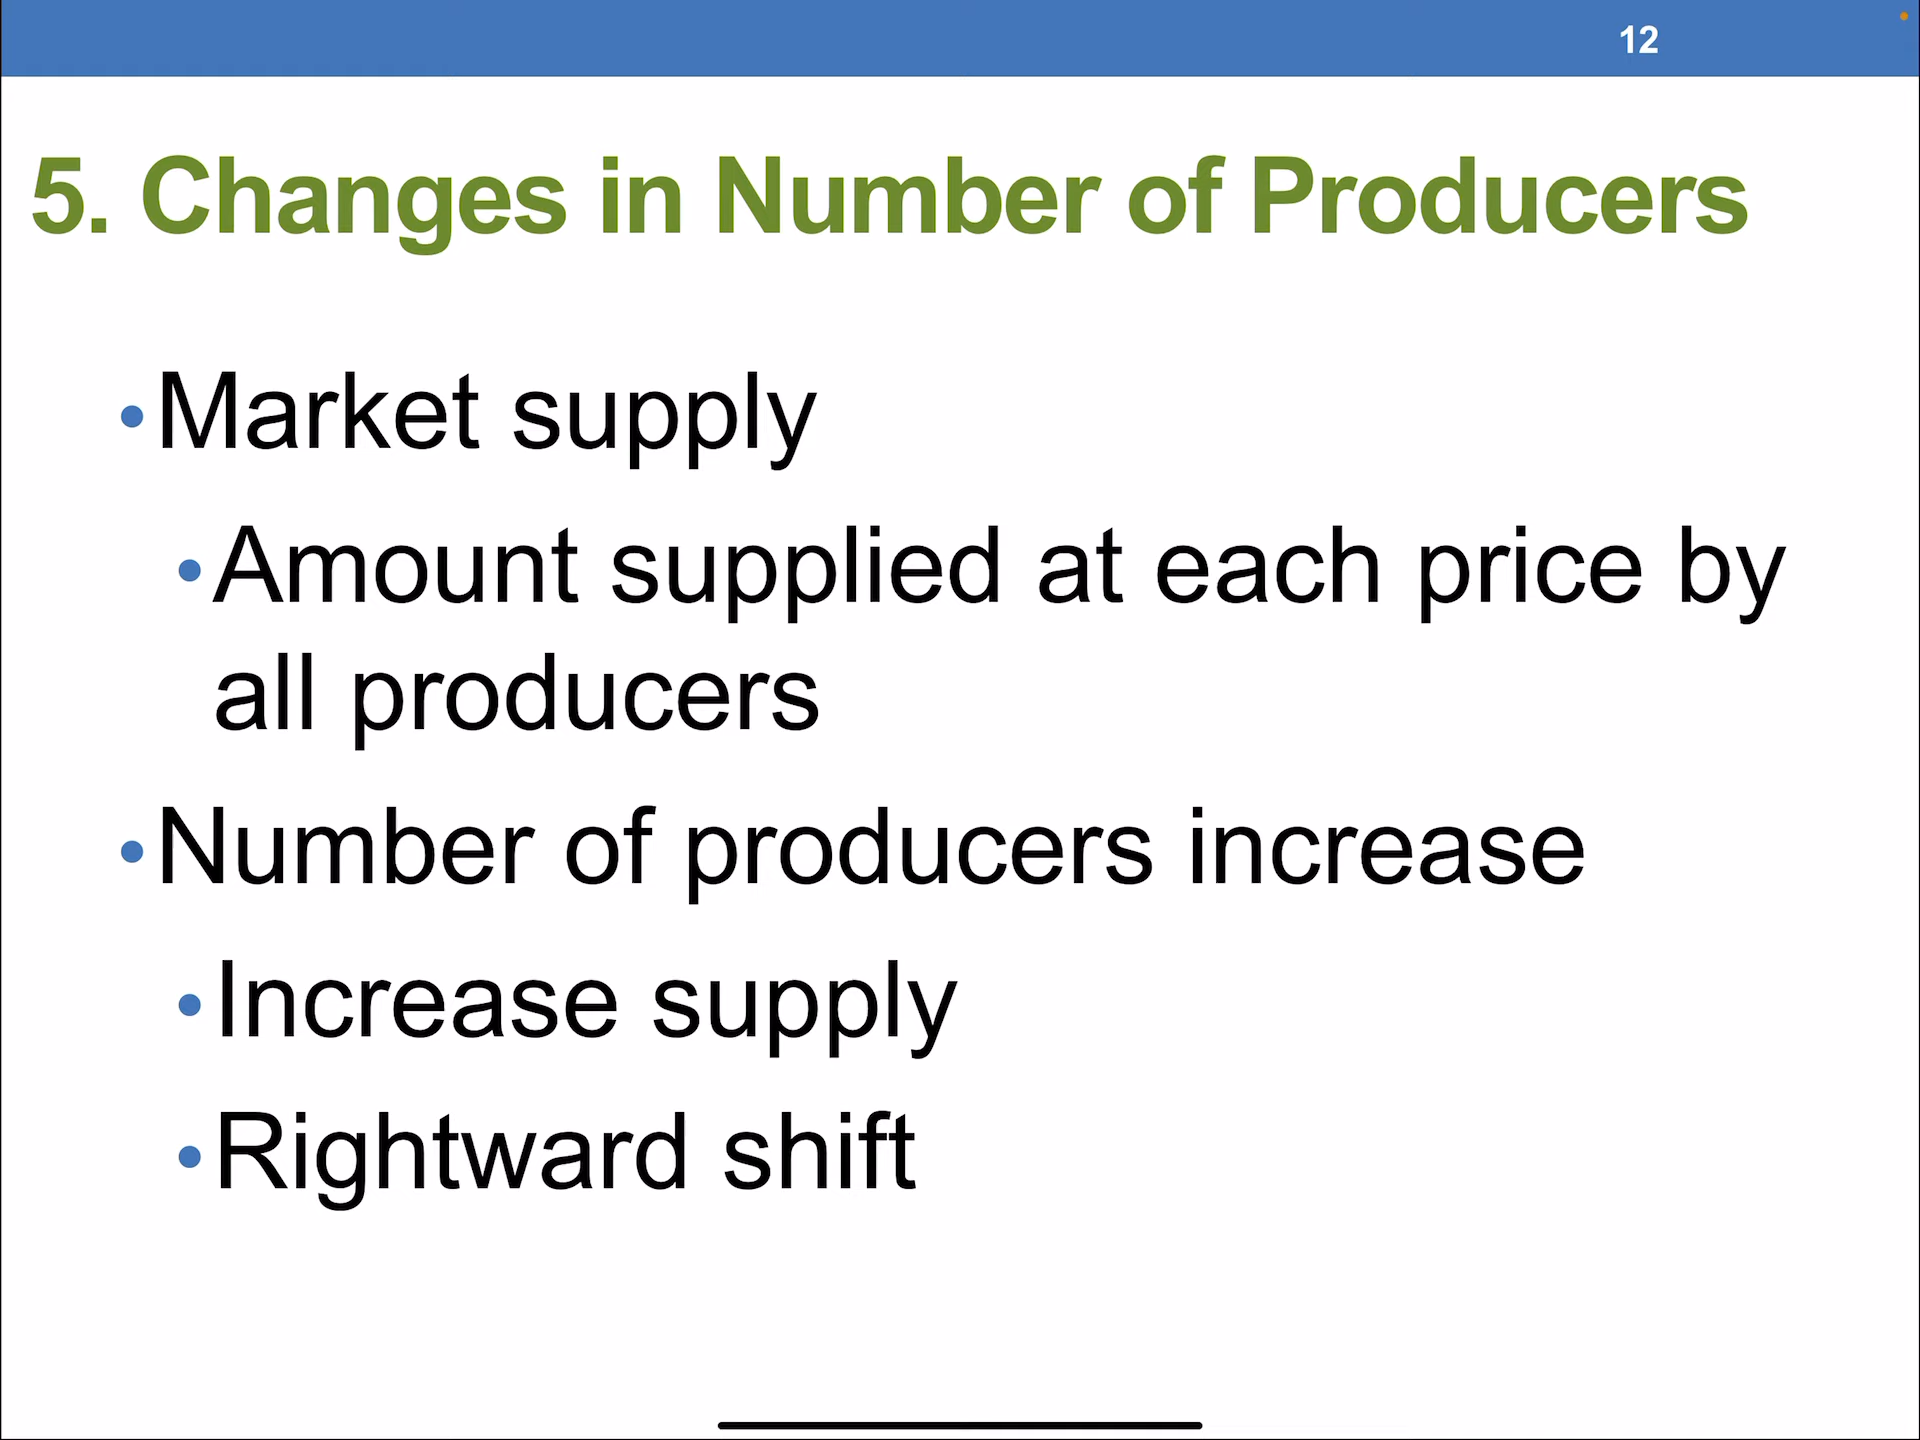 12
5. Changes in Number of Producers
•Market supply
•Amount supplied at each price by
all producers
•Number of producers increase
•Increase supply
•Rightward shift